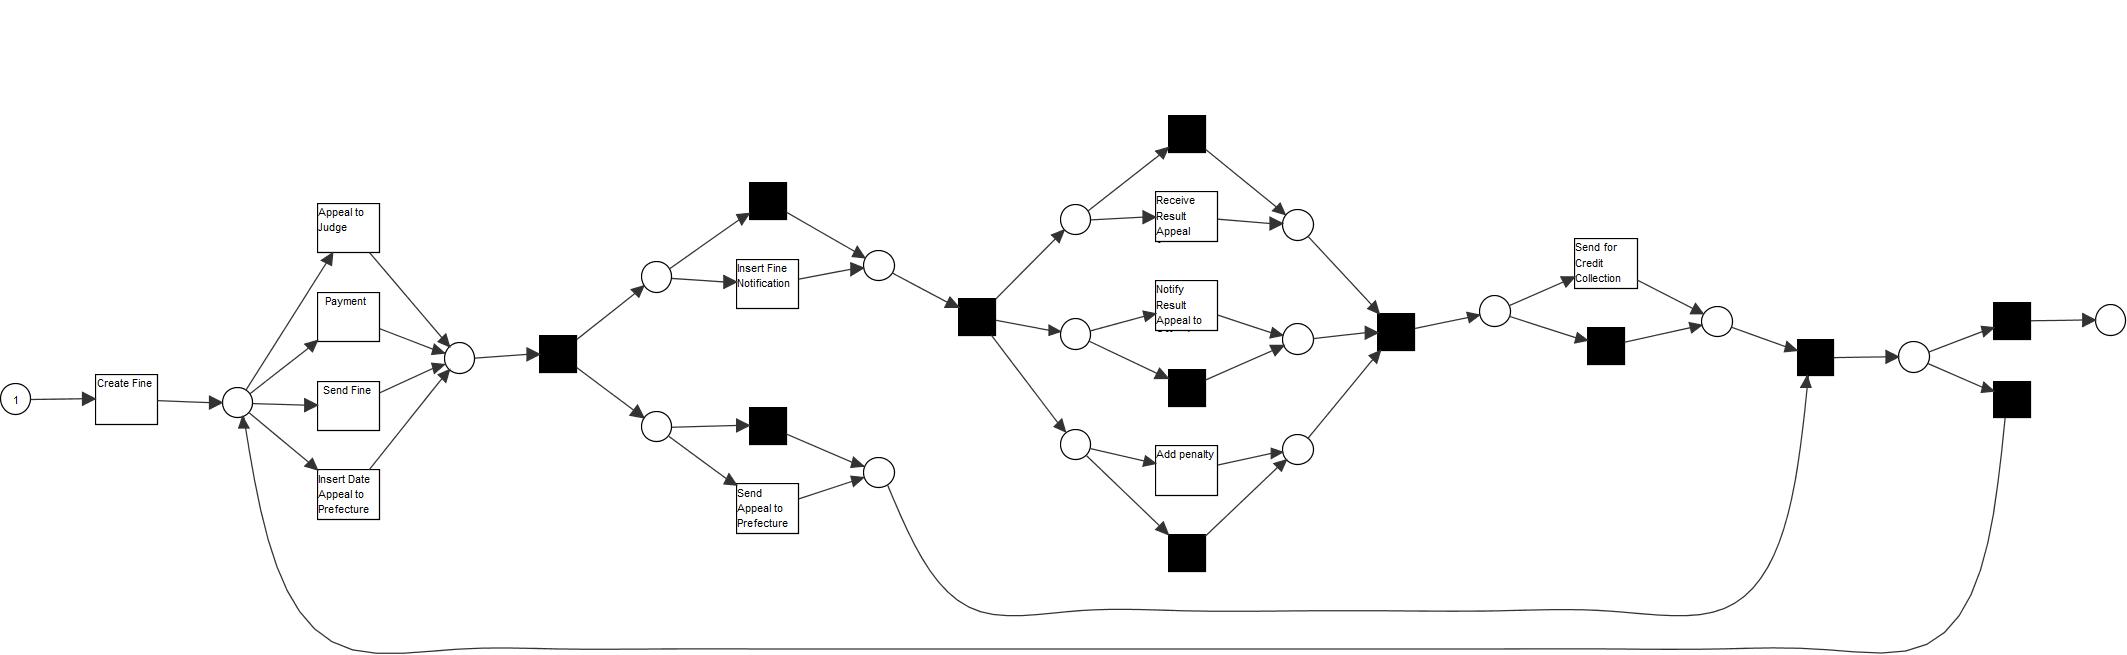 Appeal to
Judge
Receive
Result
Appeal
Send for
Credit
Collection
Insert Fine
Notification
Notify
Result
Appeal to
Payment
1
Create Fine
Send Fine
Add penalty
Insert Date
Appeal to
Prefecture
Send
Appeal to
Prefecture